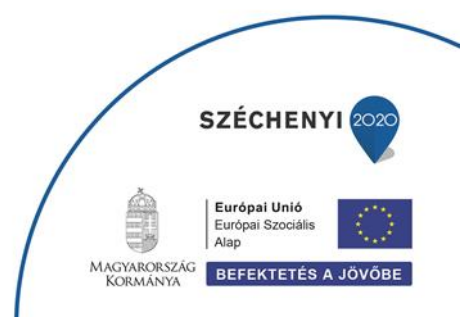 SZÉCHENYI 2020
Európai Unió
Európai Szociális
Alap
MAGYARORSZÁG
KORMÁNYA
BEFEKTETÉS A JÖVŐBE